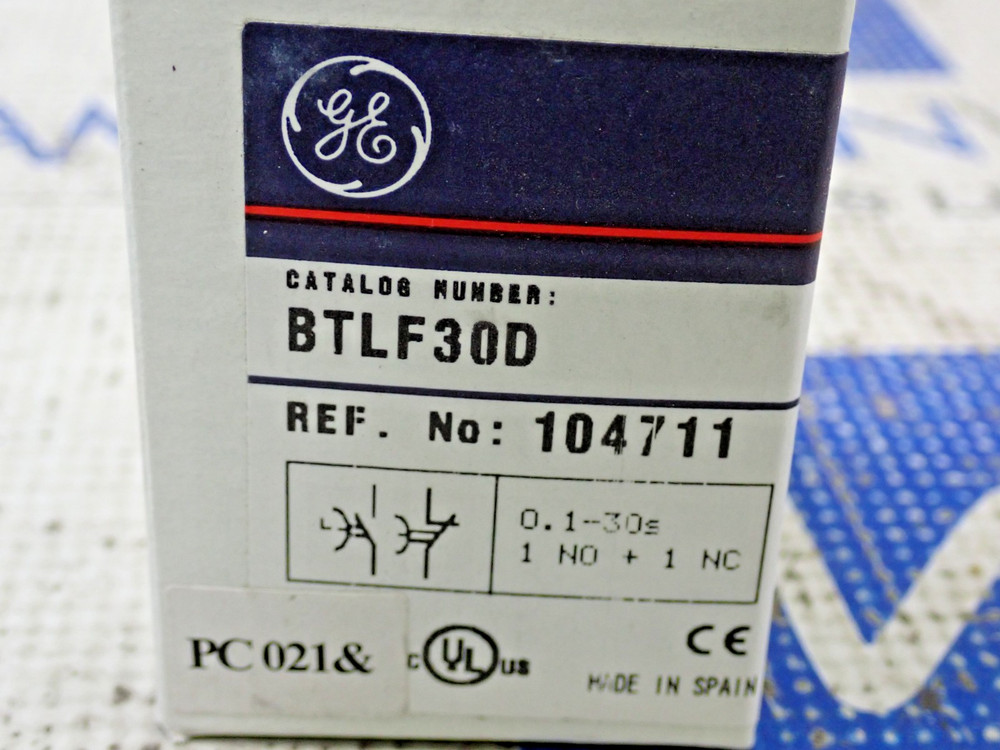 GE
CATALOG NUMBER:
BTLF30D
REF. No: 104711
L
0.1-30s
1 NO + 1 NC
PC 021&
c UL us
CE
MADE IN SPAIN